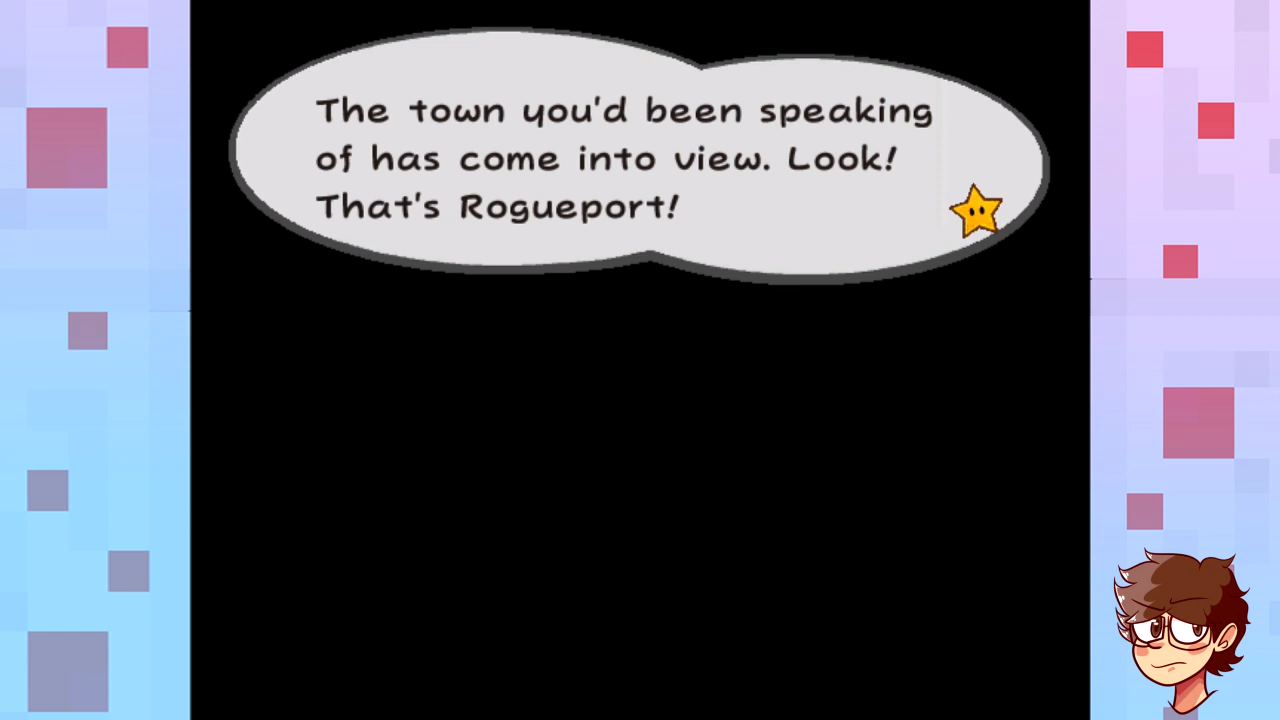 The town you'd been speaking
of has come into view. Look!
That's Rogueport!